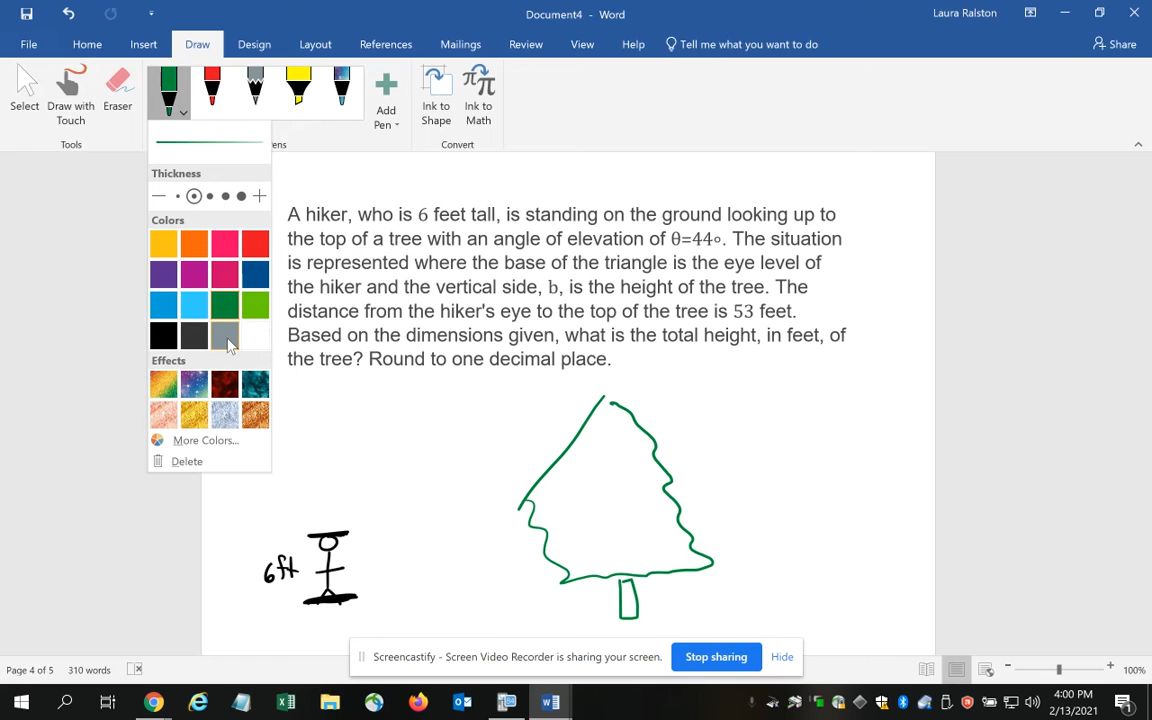 Document4 - Word
Laura Ralston
File Home Insert Draw Design Layout References Mailings Review View Help Tell me what you want to do Share
Select
Draw with Touch
Eraser
Add Pen
Ink to Shape
Ink to Math
Tools
ens
Convert
Thickness
Colors
Effects
More Colors...
Delete
A hiker, who is 6 feet tall, is standing on the ground looking up to
the top of a tree with an angle of elevation of θ=44∘. The situation
is represented where the base of the triangle is the eye level of
the hiker and the vertical side, b, is the height of the tree. The
distance from the hiker's eye to the top of the tree is 53 feet.
Based on the dimensions given, what is the total height, in feet, of
the tree? Round to one decimal place.
6ft
Screencastify - Screen Video Recorder is sharing your screen. Stop sharing Hide
Page 4 of 5 310 words 100%
4:00 PM
2/13/2021